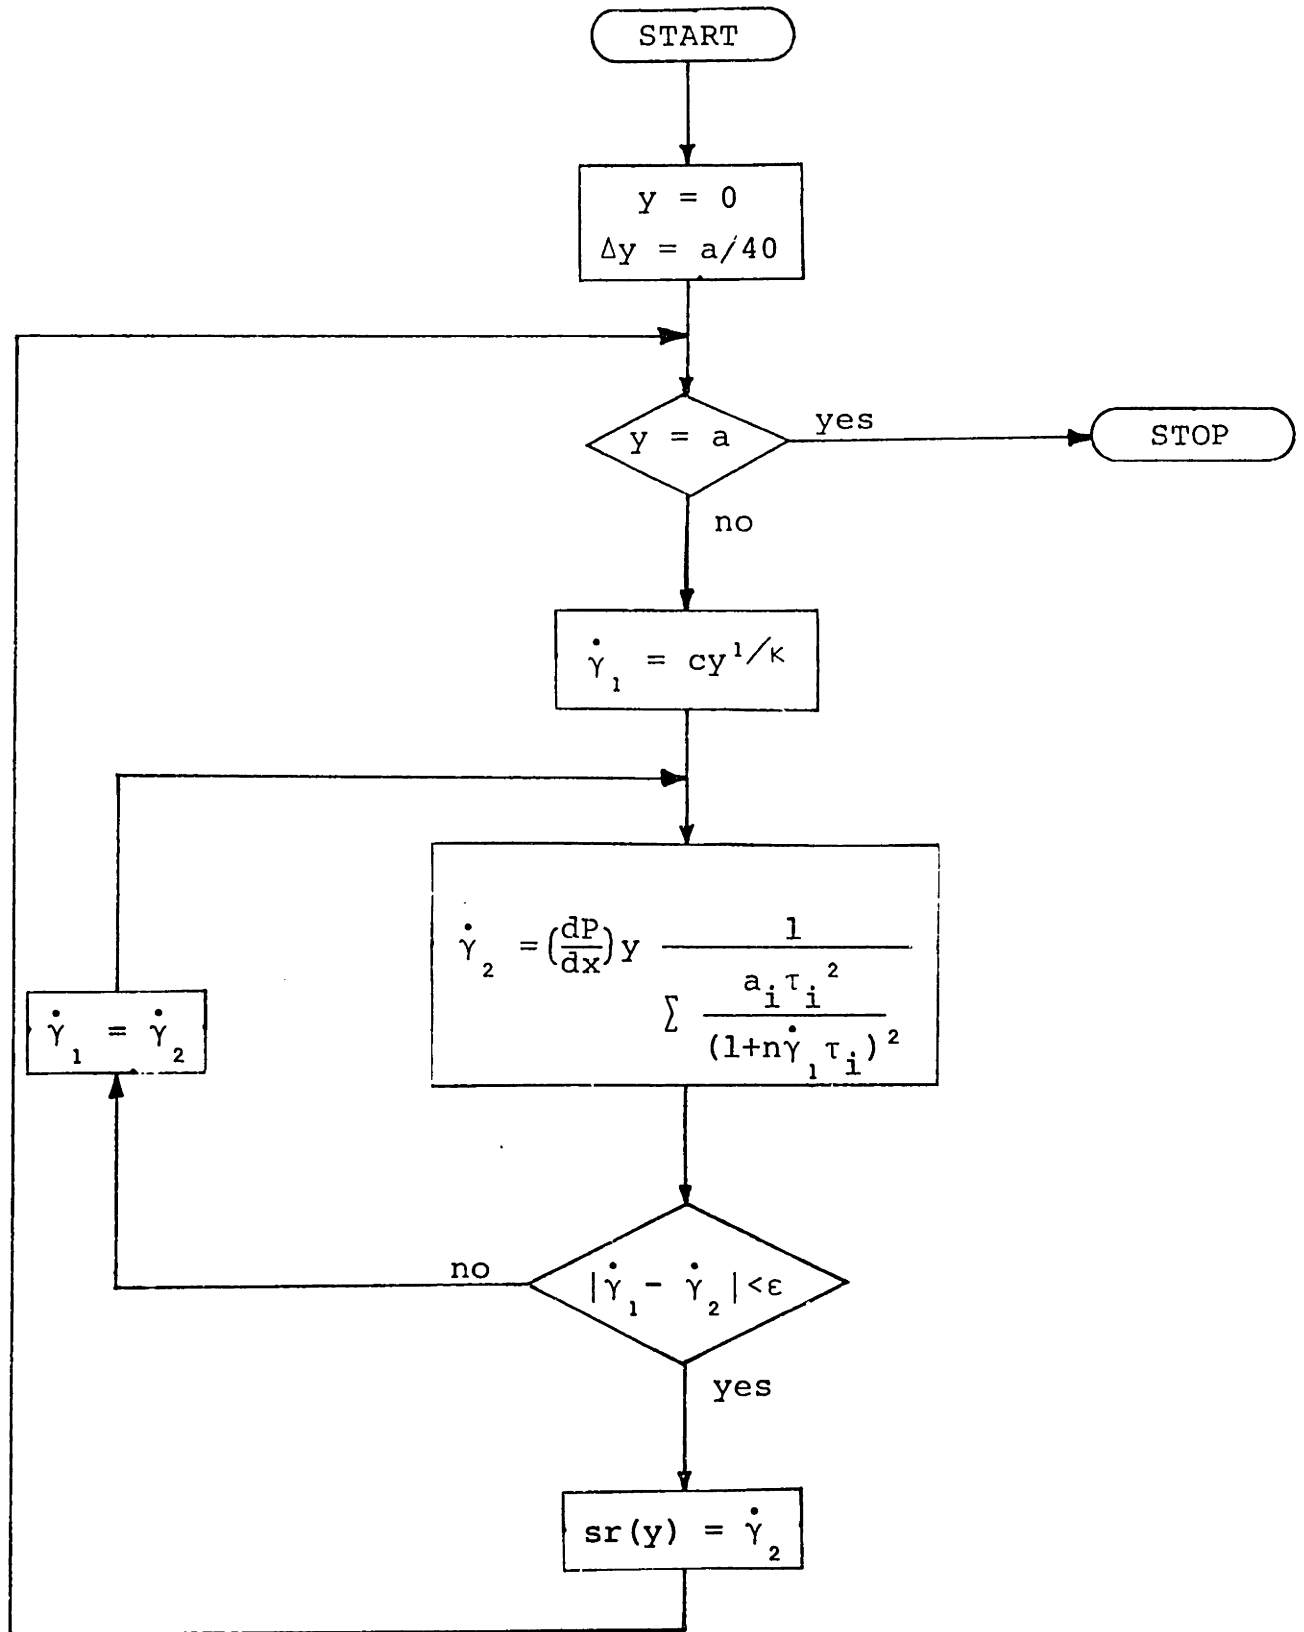 START
y = 0
Δy = a/40
y = a
yes
STOP
no
γ̇₁ = cy^{1/κ}
γ̇₂ = (dP/dx) y 1 / ∑ a_i τ_i² / (1+nγ̇₁τ_i)²
γ̇₁ = γ̇₂
no
|γ̇₁ - γ̇₂| <ε
yes
sr(y) = γ̇₂